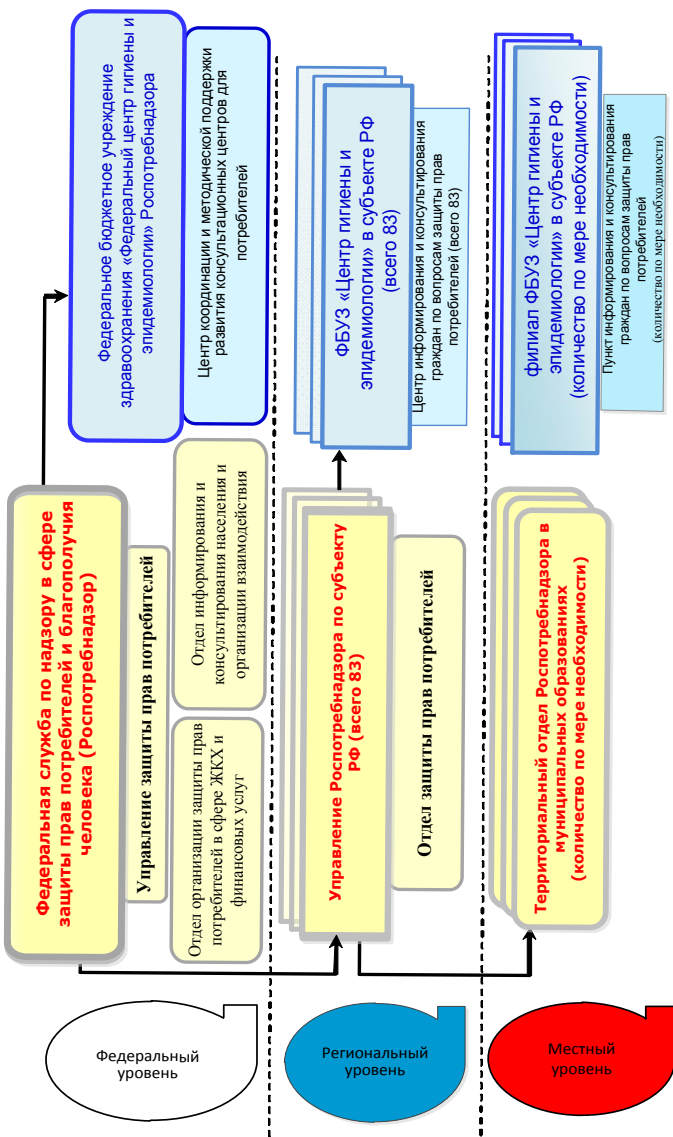 Федеральный
уровень
Федеральная служба по надзору в сфере
защиты прав потребителей и благополучия
человека (Роспотребнадзор)
Управление защиты прав потребителей
Отдел организации защиты прав
потребителей в сфере ЖКХ и
финансовых услуг
Отдел информирования и
консультирования населения и
организации взаимодействия
Федеральное бюджетное учреждение
здравоохранения «Федеральный центр гигиены и
эпидемиологии» Роспотребнадзора
Центр координации и методической поддержки
развития консультационных центров для
потребителей
Региональный
уровень
Управление Роспотребнадзора по субъекту
РФ (всего 83)
Отдел защиты прав потребителей
ФБУЗ «Центр гигиены и
эпидемиологии» в субъекте РФ
(всего 83)
Центр информирования и консультирования
граждан по вопросам защиты прав
потребителей (всего 83)
Местный
уровень
Территориальный отдел Роспотребнадзора в
муниципальных образованиях
(количество по мере необходимости)
филиал ФБУЗ «Центр гигиены и
эпидемиологии» в субъекте РФ
(количество по мере необходимости)
Пункт информирования и консультирования
граждан по вопросам защиты прав
потребителей
(количество по мере необходимости)